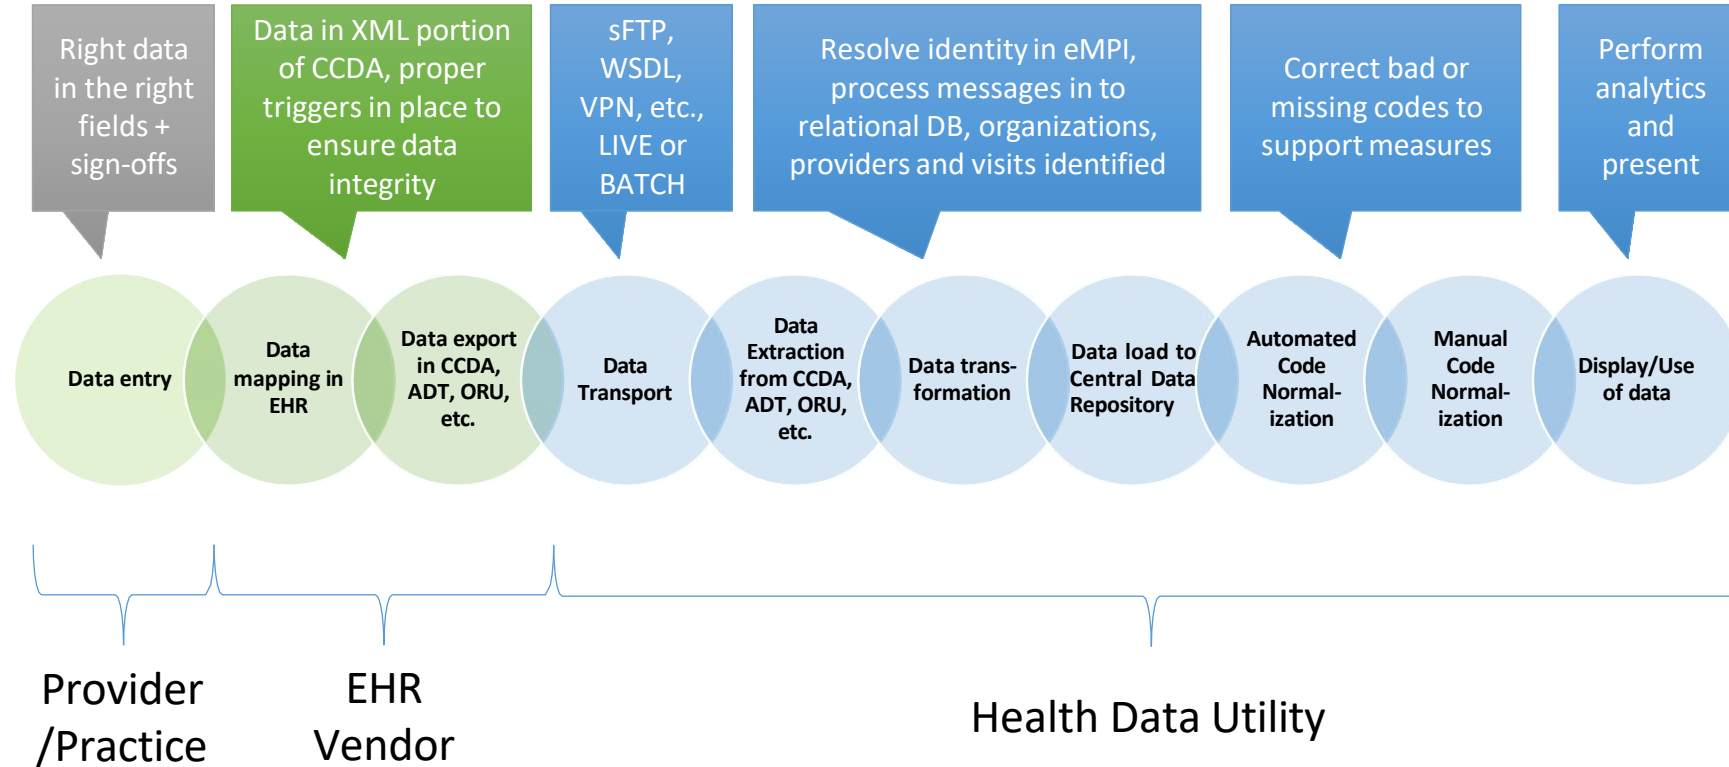 Right data
in the right
fields +
sign-offs
Data in XML portion
of CCDA, proper
triggers in place to
ensure data
integrity
sFTP,
WSDL,
VPN, etc.,
LIVE or
BATCH
Resolve identity in eMPI,
process messages in to
relational DB, organizations,
providers and visits identified
Correct bad or
missing codes to
support measures
Perform
analytics
and
present
Data entry
Data
mapping in
EHR
Data export
in CCDA,
ADT, ORU,
etc.
Data
Transport
Data
Extraction
from CCDA,
ADT, ORU,
etc.
Data trans-
formation
Data load to
Central Data
Repository
Automated
Code
Normal-
ization
Manual
Code
Normal-
ization
Display/Use
of data
Provider
/Practice
EHR
Vendor
Health Data Utility